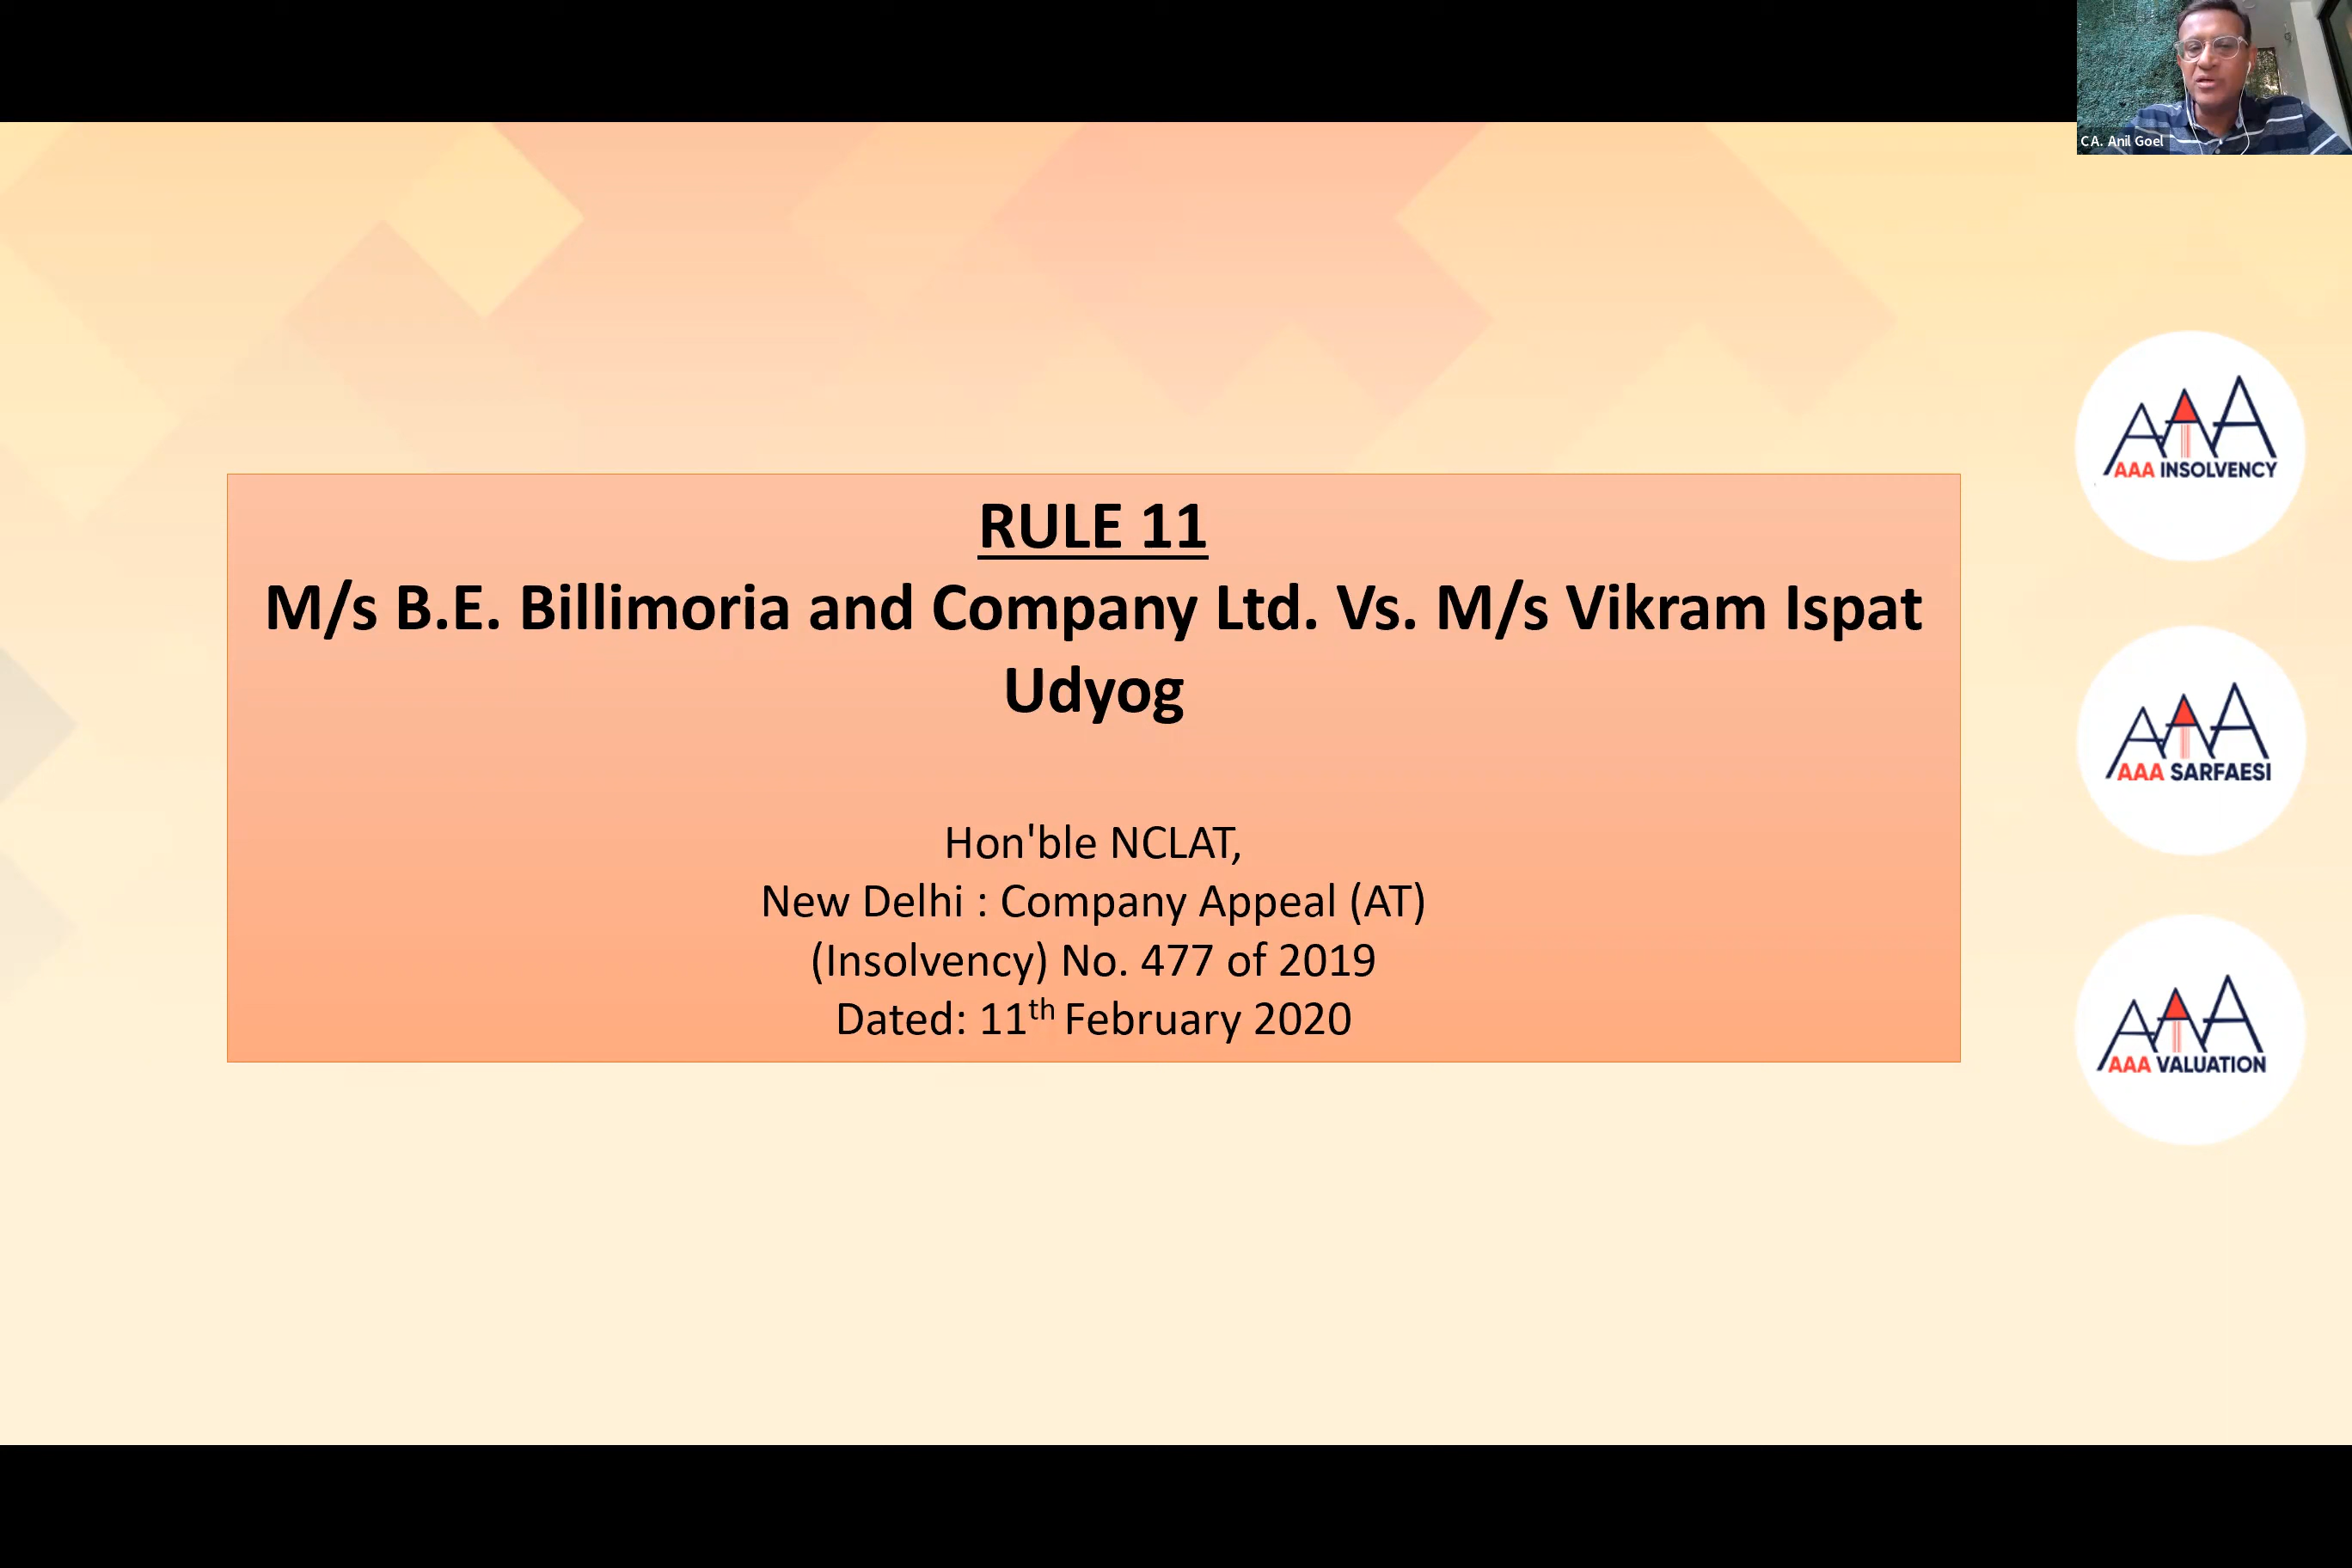 CA. Anil Goel
RULE 11
M/s B.E. Billimoria and Company Ltd. Vs. M/s Vikram Ispat
Udyog
Hon'ble NCLAT,
New Delhi : Company Appeal (AT)
(Insolvency) No. 477 of 2019
Dated: 11th February 2020
AAA INSOLVENCY
AAA SARFAESI
AAA VALUATION